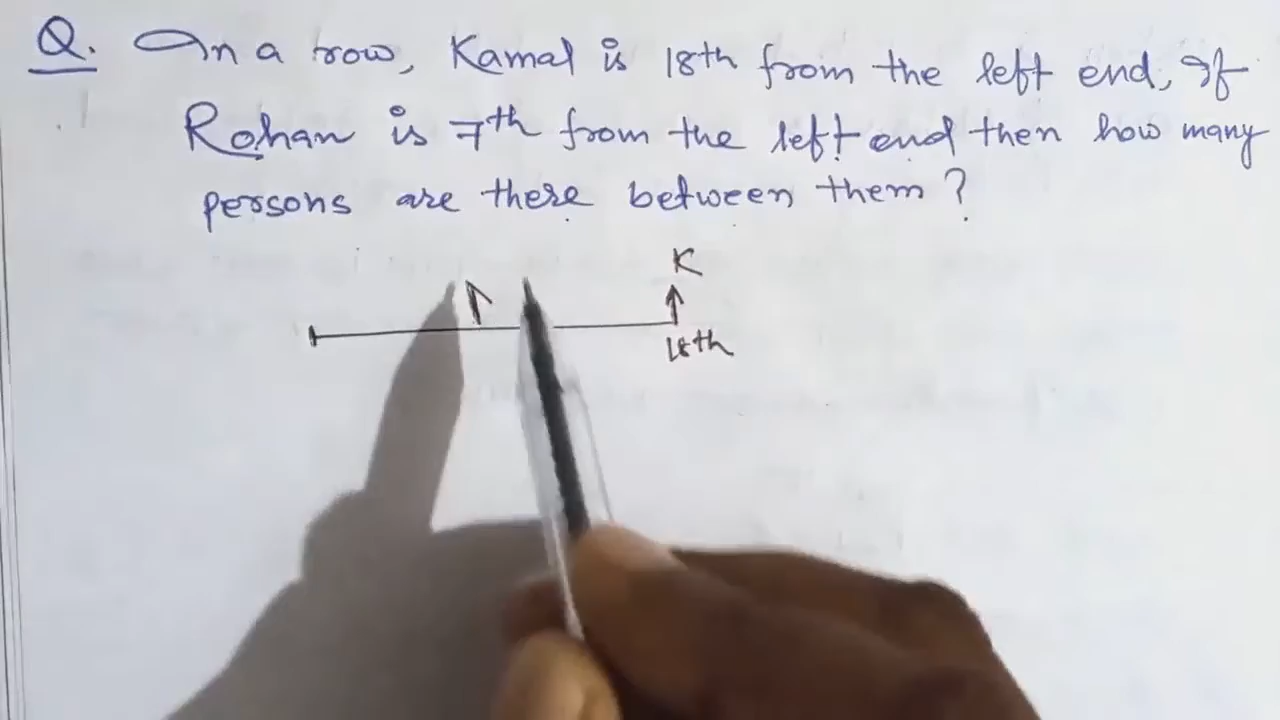 Q. In a row, Kamal is 18th from the left end, If
Rohan is 7th from the left end then how many
persons are there between them ?
K
18th